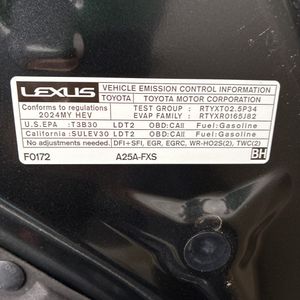 LEXUS VEHICLE EMISSION CONTROL INFORMATION
TOYOTA TOYOTA MOTOR CORPORATION
Conforms to regulations TEST GROUP : RTYXT02.5P34
2024MY HEV EVAP FAMILY : RTYXR0165J82
U.S.EPA :T3B30 LDT2 OBD:CAII Fuel:Gasoline
California:SULEV30 LDT2 OBD:CAII Fuel:Gasoline
No adjustments needed. DFI+SFI, EGR, EGRC, WR-HO2S(2), TWC(2)
F0172 A25A-FXS BH